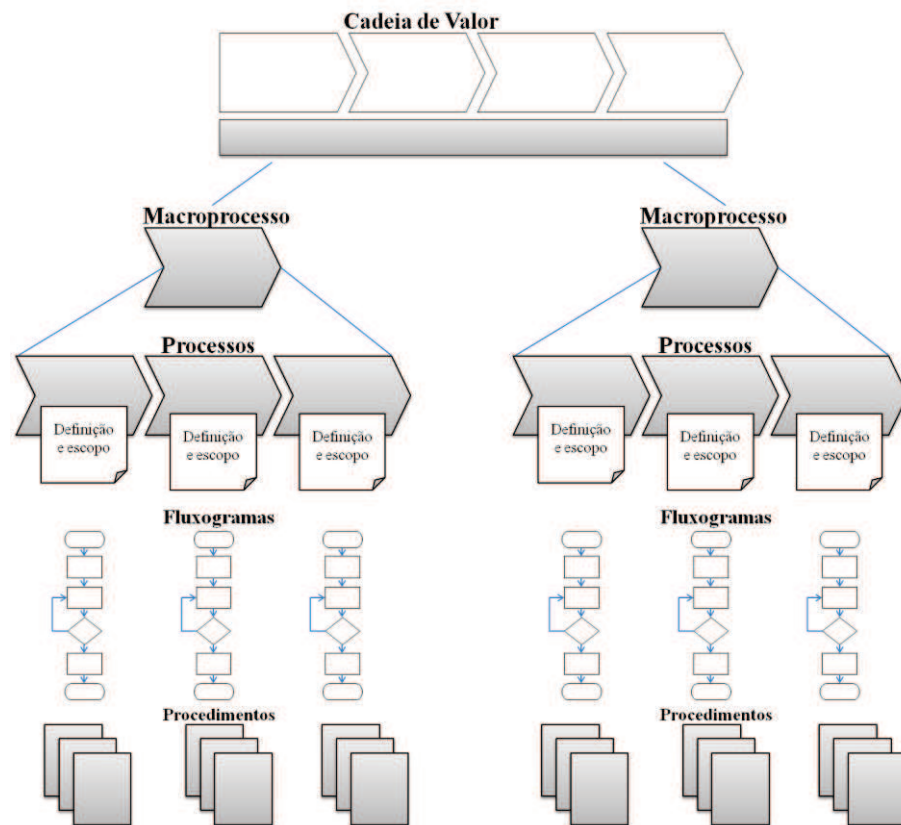 Cadeia de Valor
Macroprocesso
Macroprocesso
Processos
Processos
Definição
e escopo
Definição
e escopo
Definição
e escopo
Definição
e escopo
Definição
e escopo
Definição
e escopo
Fluxogramas
Fluxogramas
Procedimentos
Procedimentos